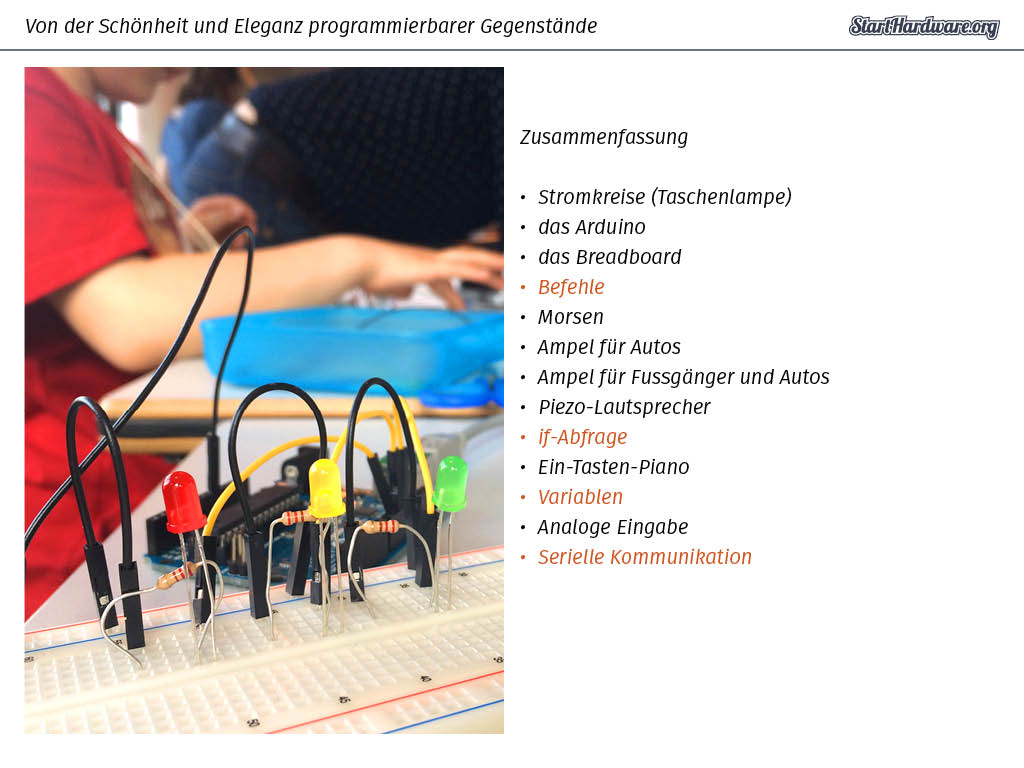 Von der Schönheit und Eleganz programmierbarer Gegenstände
StartHardware.org
Zusammenfassung
• Stromkreise (Taschenlampe)
• das Arduino
• das Breadboard
• Befehle
• Morsen
• Ampel für Autos
• Ampel für Fussgänger und Autos
• Piezo-Lautsprecher
• if-Abfrage
• Ein-Tasten-Piano
• Variablen
• Analoge Eingabe
• Serielle Kommunikation